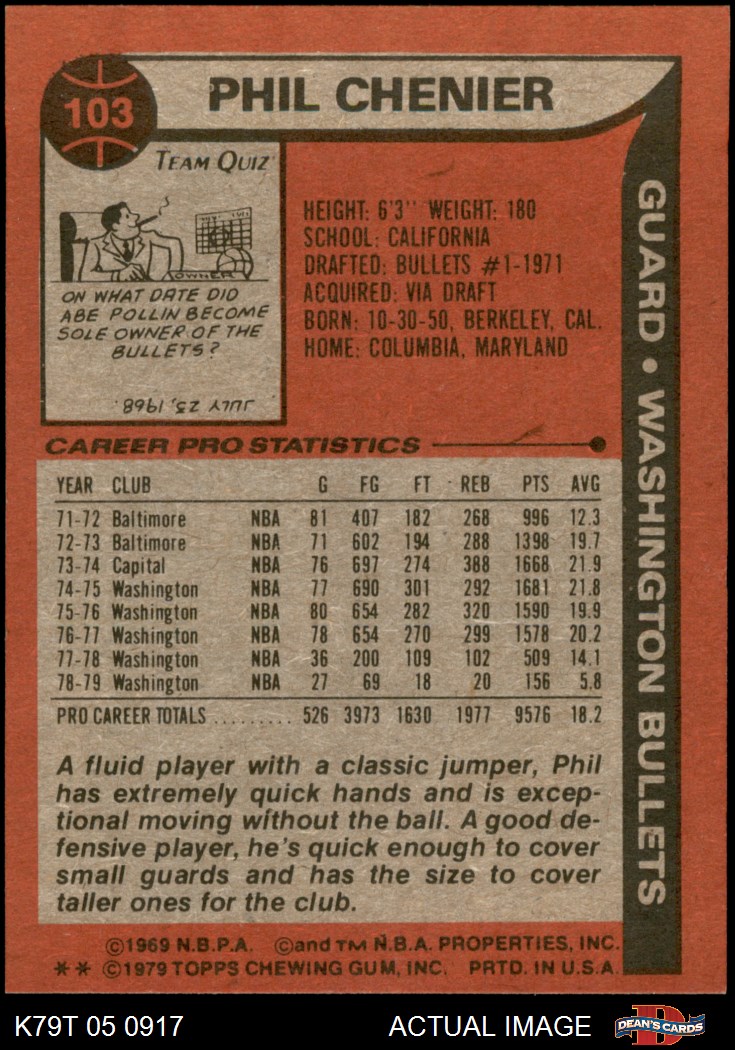 103
PHIL CHENIER
TEAM QUIZ
OWNER
ON WHAT DATE DID
ABE POLLIN BECOME
SOLE OWNER OF THE
BULLETS?
JULY 25, 1968.
HEIGHT: 6'3'' WEIGHT: 180
SCHOOL: CALIFORNIA
DRAFTED: BULLETS #1-1971
ACQUIRED: VIA DRAFT
BORN: 10-30-50, BERKELEY, CAL.
HOME: COLUMBIA, MARYLAND
GUARD • WASHINGTON BULLETS
CAREER PRO STATISTICS
YEAR CLUB G FG FT REB PTS AVG
71-72 Baltimore NBA 81 407 182 268 996 12.3
72-73 Baltimore NBA 71 602 194 288 1398 19.7
73-74 Capital NBA 76 697 274 388 1668 21.9
74-75 Washington NBA 77 690 301 292 1681 21.8
75-76 Washington NBA 80 654 282 320 1590 19.9
76-77 Washington NBA 78 654 270 299 1578 20.2
77-78 Washington NBA 36 200 109 102 509 14.1
78-79 Washington NBA 27 69 18 20 156 5.8
PRO CAREER TOTALS ......... 526 3973 1630 1977 9576 18.2
A fluid player with a classic jumper, Phil
has extremely quick hands and is excep-
tional moving without the ball. A good de-
fensive player, he's quick enough to cover
small guards and has the size to cover
taller ones for the club.
©1969 N.B.P.A. ©and TM N.B.A. PROPERTIES, INC.
** ©1979 TOPPS CHEWING GUM, INC. PRTD. IN U.S.A.
K79T 05 0917 ACTUAL IMAGE
DEAN'S CARDS